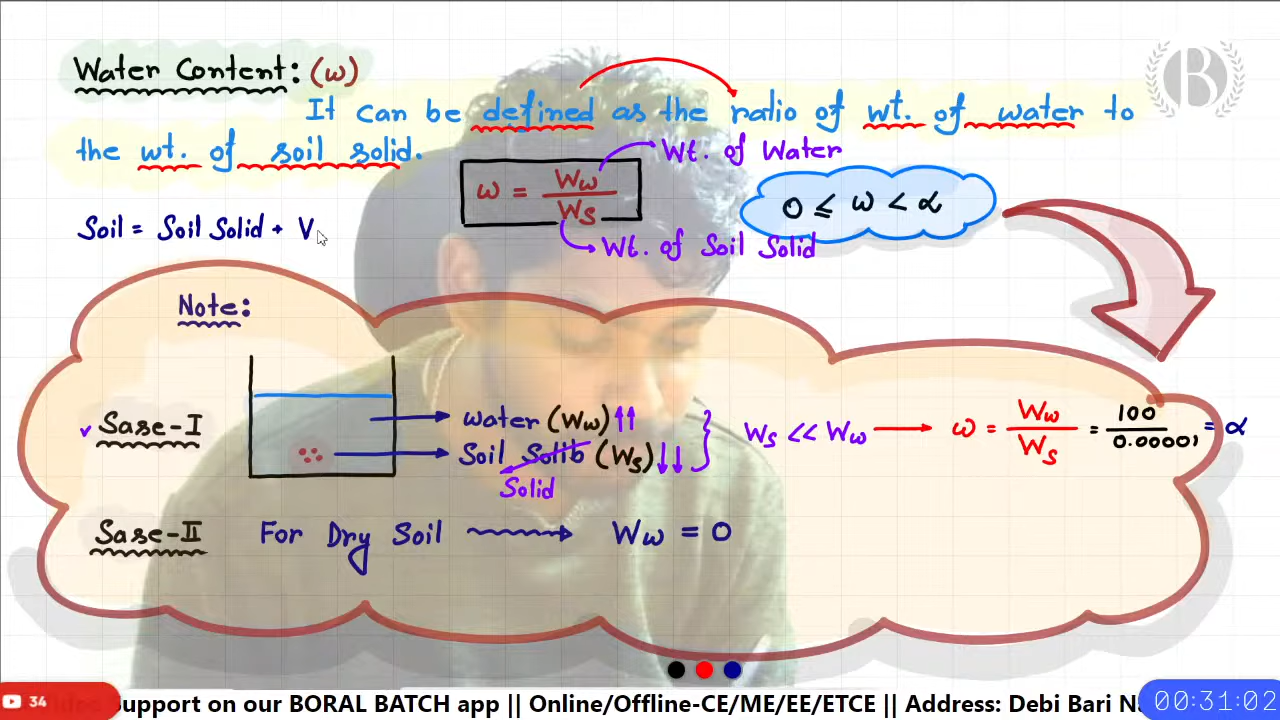 Water Content: (w)
It can be defined as the ratio of wt. of water to
the wt. of soil solid.
w = Ww / Ws
Wt. of Water
Wt. of Soil Solid
0 ≤ w < α
Soil = Soil Solid + V
Note:
Sase-I
water (Ww) ↑↑
Soil Solib (Ws) ↓↓
Solid
Ws << Ww → w = Ww / Ws = 100 / 0.00001 = α
Sase-II For Dry Soil → Ww = 0
B
34
Support on our BORAL BATCH app || Online/Offline-CE/ME/EE/ETCE || Address: Debi Bari N
00:31:02